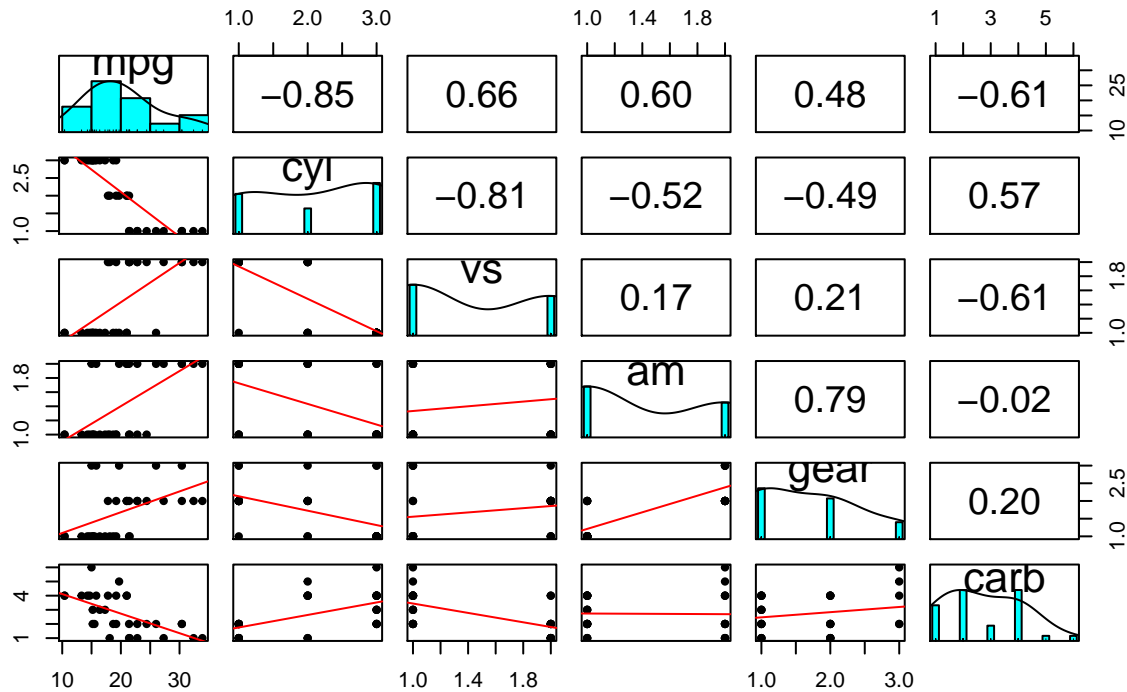 1.0 2.0 3.0 1.0 1.4 1.8 1 3 5
mpg −0.85 0.66 0.60 0.48 −0.61 10 25
cyl −0.81 −0.52 −0.49 0.57 1.0 2.5
vs 0.17 0.21 −0.61 1.0 1.8
1.0 1.8 am 0.79 −0.02
gear 0.20 1.0 2.5
1 4 carb
10 20 30 1.0 1.4 1.8 1.0 2.0 3.0